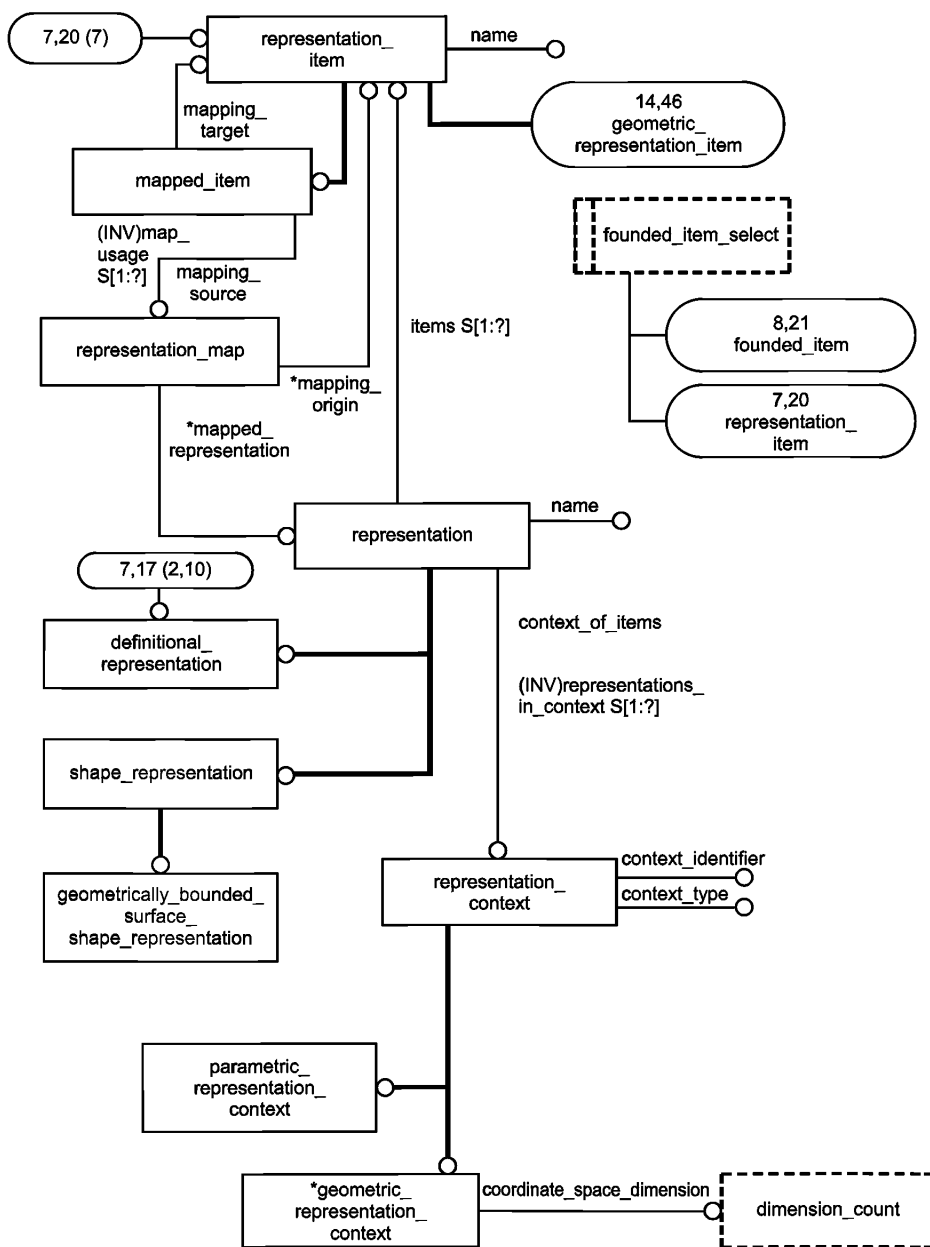 7,20 (7)
representation_
item
name
mapping_
target
14,46
geometric_
representation_item
mapped_item
(INV)map_
usage
S[1:?]
mapping_
source
founded_item_select
representation_map
items S[1:?]
8,21
founded_item
*mapping_
origin
7,20
representation_
item
*mapped_
representation
representation
name
7,17 (2,10)
definitional_
representation
context_of_items
(INV)representations_
in_context S[1:?]
shape_representation
geometrically_bounded_
surface_
shape_representation
representation_
context
context_identifier
context_type
parametric_
representation_
context
*geometric_
representation_
context
coordinate_space_dimension
dimension_count